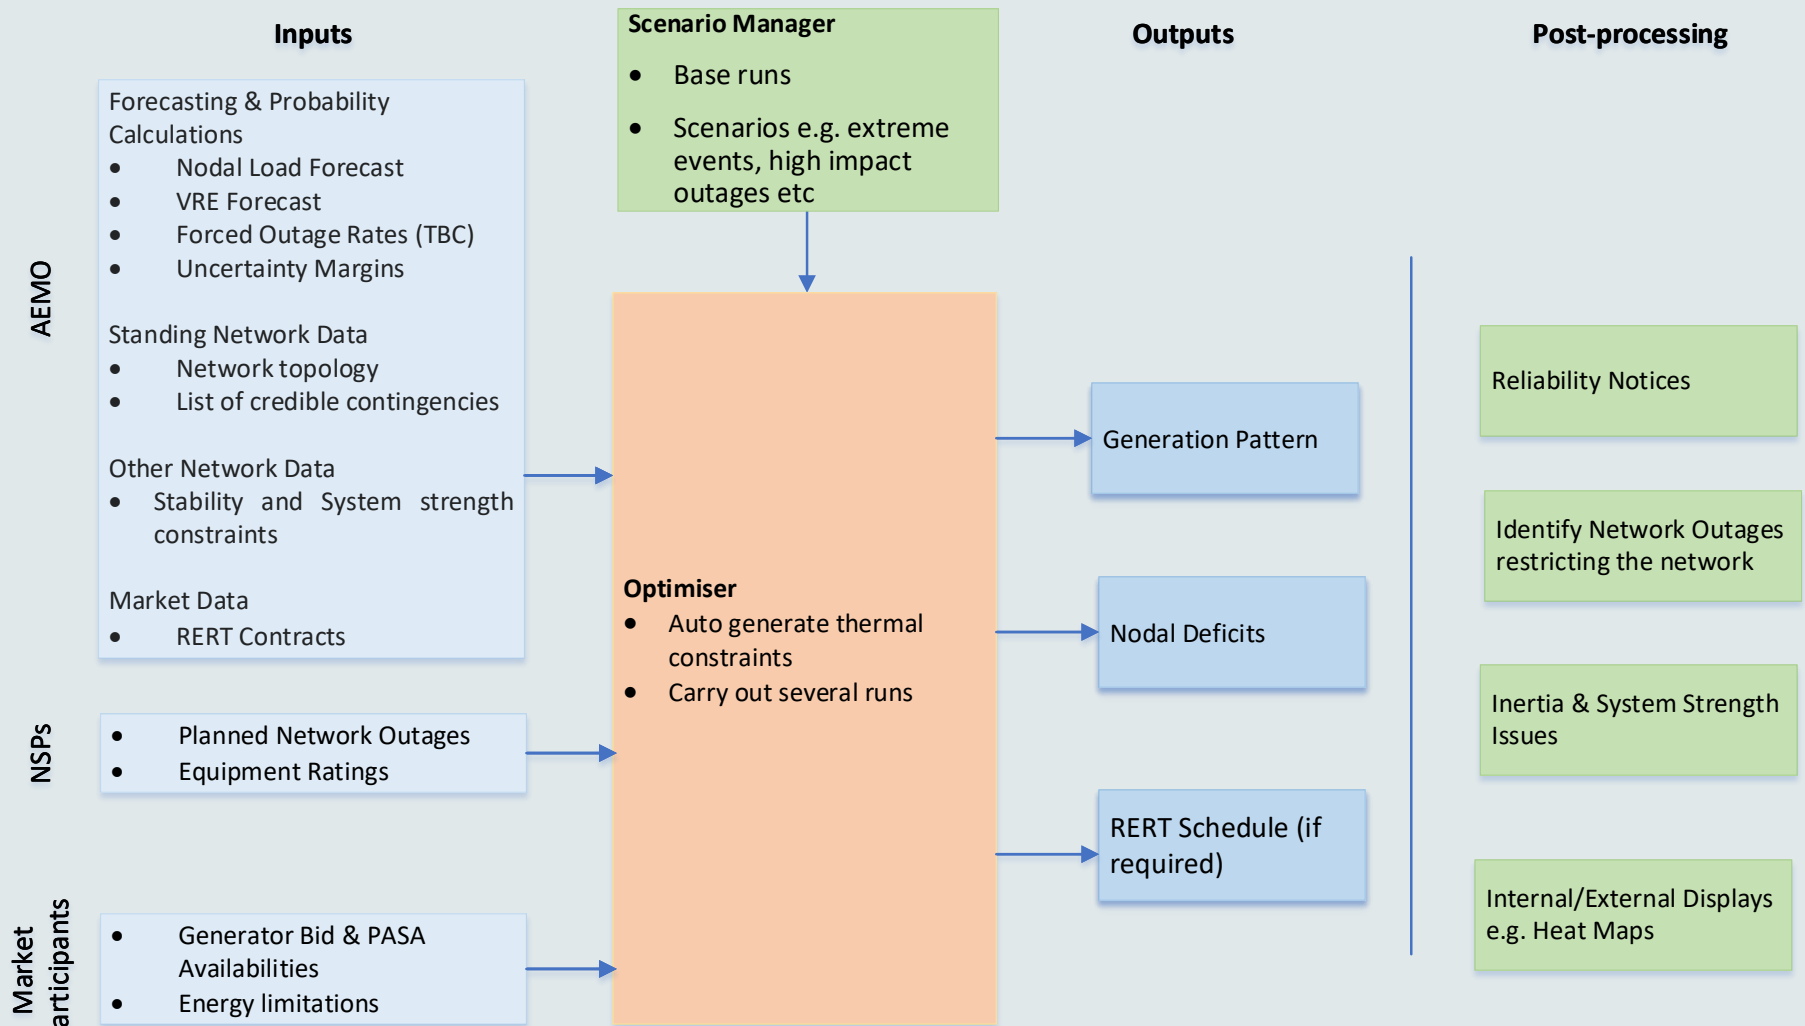 Inputs
Scenario Manager
• Base runs
• Scenarios e.g. extreme
events, high impact
outages etc
Outputs
Post-processing
AEMO
Forecasting & Probability
Calculations
• Nodal Load Forecast
• VRE Forecast
• Forced Outage Rates (TBC)
• Uncertainty Margins
Standing Network Data
• Network topology
• List of credible contingencies
Other Network Data
• Stability and System strength
constraints
Market Data
• RERT Contracts
NSPs
• Planned Network Outages
• Equipment Ratings
Market
articipants
• Generator Bid & PASA
Availabilities
• Energy limitations
Optimiser
• Auto generate thermal
constraints
• Carry out several runs
Generation Pattern
Nodal Deficits
RERT Schedule (if
required)
Reliability Notices
Identify Network Outages
restricting the network
Inertia & System Strength
Issues
Internal/External Displays
e.g. Heat Maps